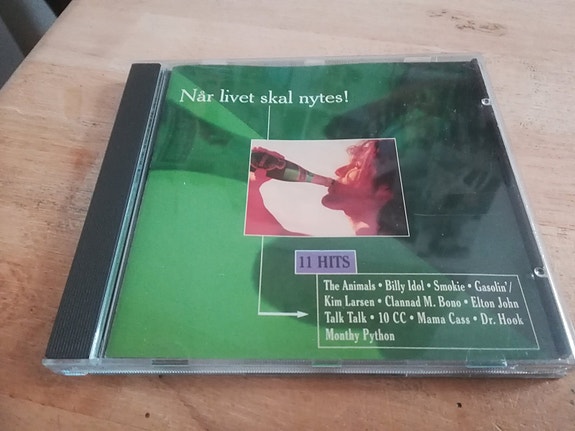 Når livet skal nytes!
11 HITS
The Animals • Billy Idol • Smokie • Gasolin'/
Kim Larsen • Clannad M. Bono • Elton John
Talk Talk • 10 CC • Mama Cass • Dr. Hook
Monthy Python